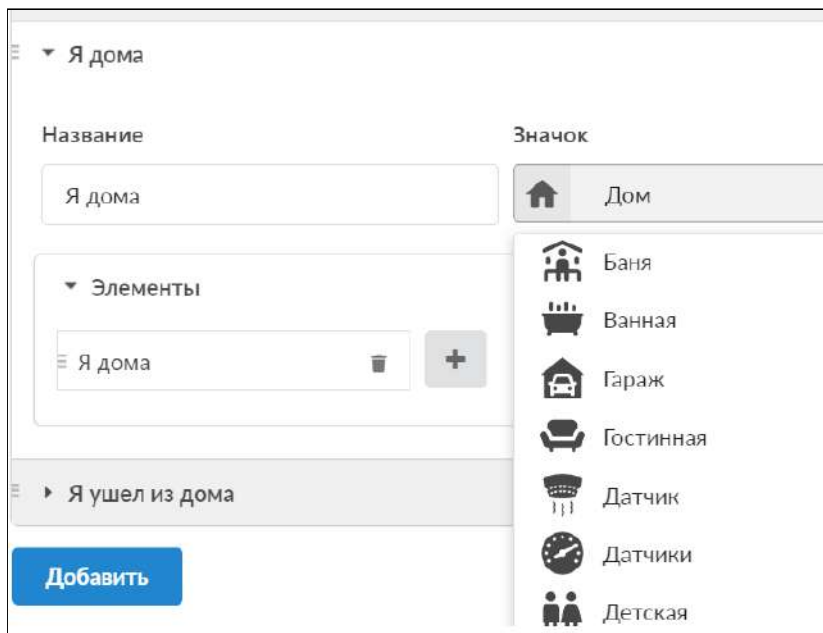 Я дома
Название
Значок
Я дома
Дом
Баня
Элементы
Ванная
Я дома
Гараж
Гостинная
Я ушел из дома
Датчик
Датчики
Добавить
Детская